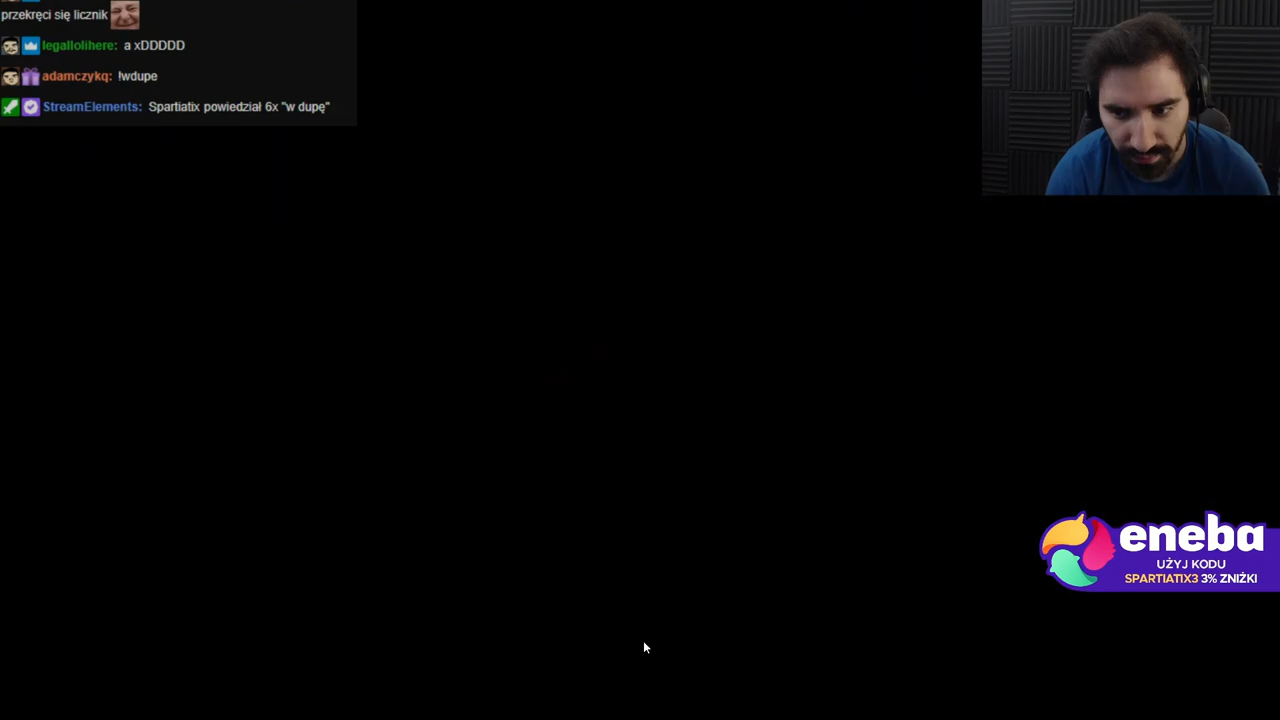 przekręci się licznik
legallolihere: a xDDDDD
adamczykq: !wdupe
StreamElements: Spartiatix powiedział 6x "w dupę"
eneba
UŻYJ KODU
SPARTIATIX3 3% ZNIŻKI